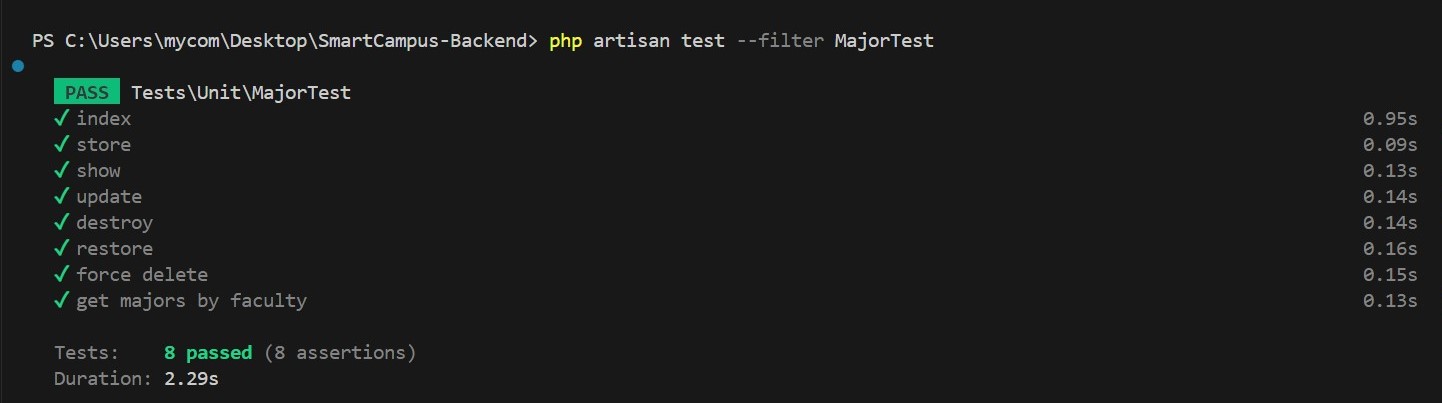 PS C:\Users\mycom\Desktop\SmartCampus-Backend> php artisan test --filter MajorTest
PASS Tests\Unit\MajorTest
✓ index 0.95s
✓ store 0.09s
✓ show 0.13s
✓ update 0.14s
✓ destroy 0.14s
✓ restore 0.16s
✓ force delete 0.15s
✓ get majors by faculty 0.13s
Tests: 8 passed (8 assertions)
Duration: 2.29s